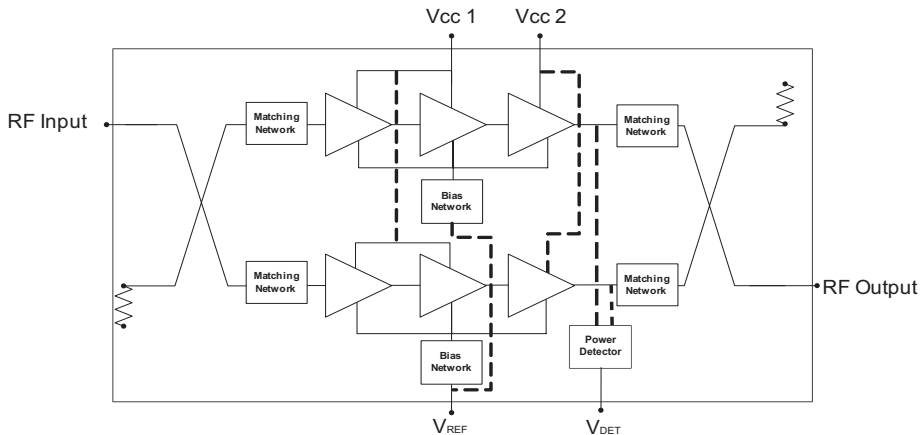 Vcc 1
Vcc 2
RF Input
Matching
Network
Matching
Network
Bias
Network
Matching
Network
Matching
Network
RF Output
Bias
Network
Power
Detector
VREF
VDET